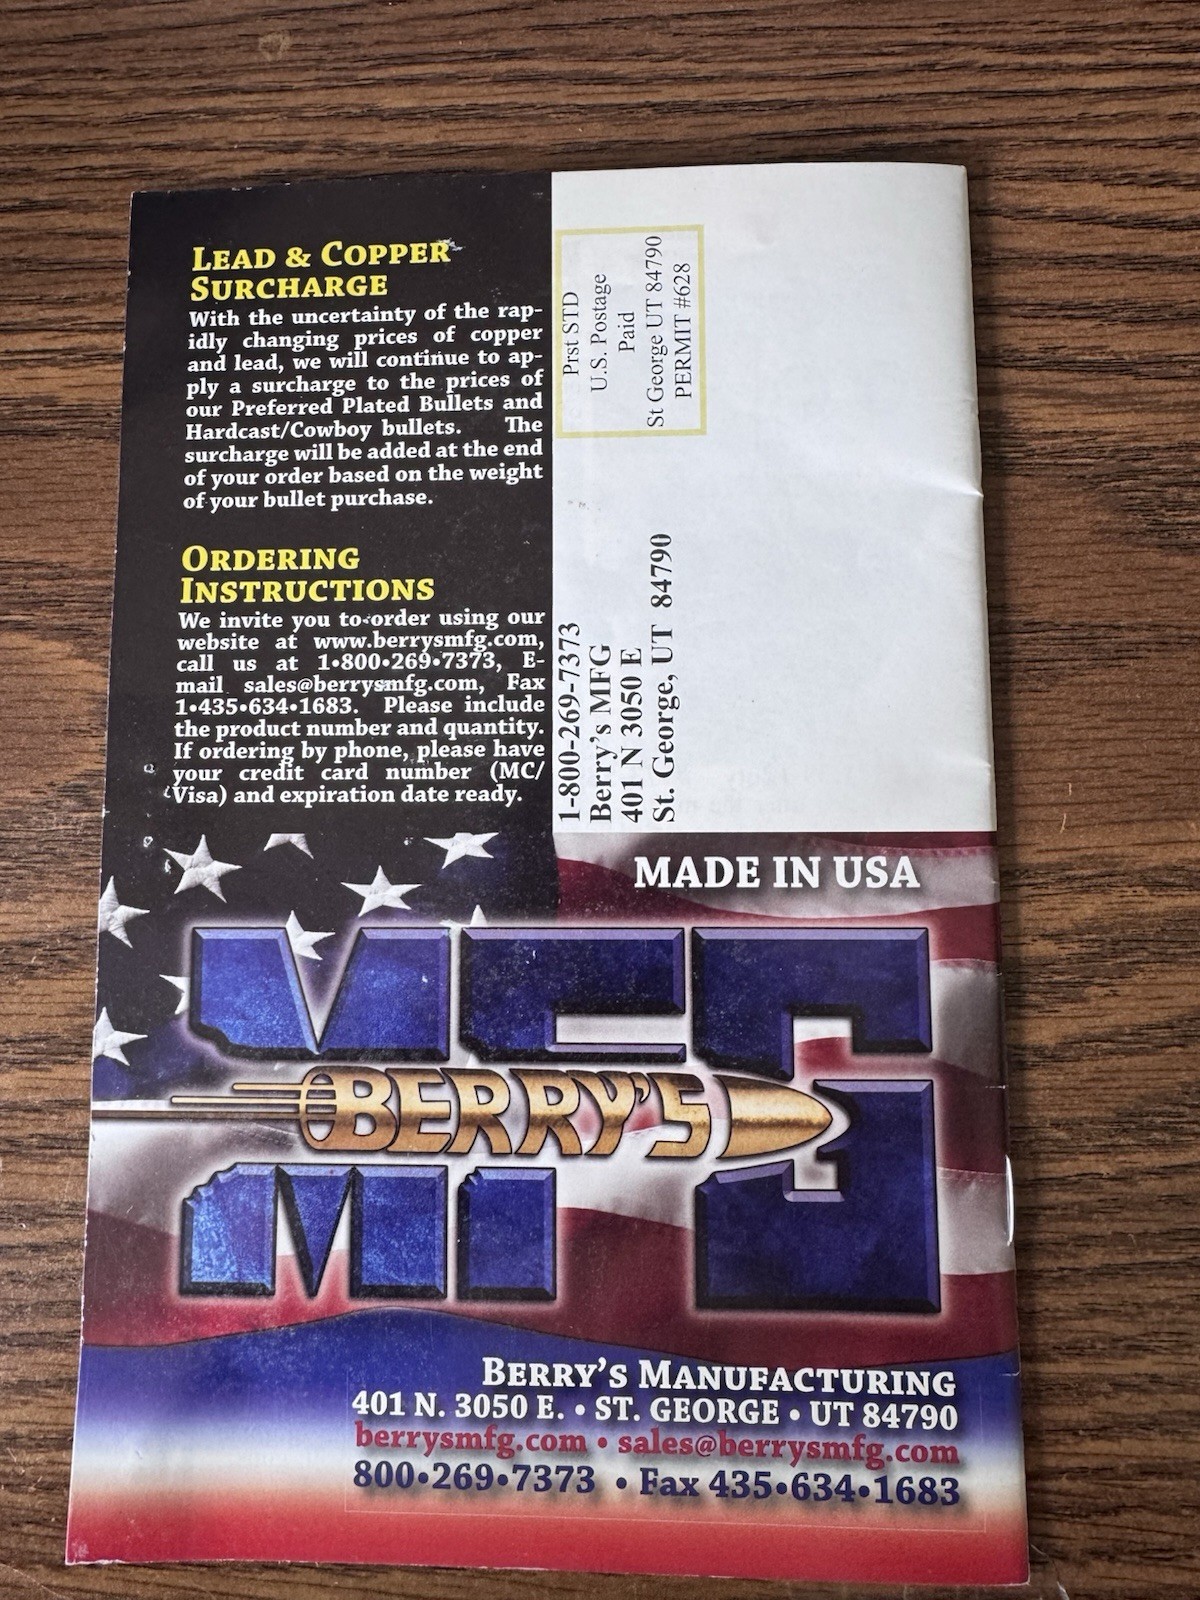 LEAD & COPPER
SURCHARGE
With the uncertainty of the rap-
idly changing prices of copper
and lead, we will continue to ap-
ply a surcharge to the prices of
our Preferred Plated Bullets and
Hardcast/Cowboy bullets. The
surcharge will be added at the end
of your order based on the weight
of your bullet purchase.
ORDERING
INSTRUCTIONS
We invite you to order using our
website at www.berrysmfg.com,
call us at 1•800•269•7373, E-
mail sales@berrysmfg.com, Fax
1•435•634•1683. Please include
the product number and quantity.
If ordering by phone, please have
your credit card number (MC/
Visa) and expiration date ready.
Prst STD
U.S. Postage
Paid
St George UT 84790
PERMIT #628
1-800-269-7373
Berry's MFG
401 N 3050 E
St. George, UT 84790
MADE IN USA
MFG
BERRY'S
BERRY'S MANUFACTURING
401 N. 3050 E. • ST. GEORGE • UT 84790
berrysmfg.com • sales@berrysmfg.com
800•269•7373 • Fax 435•634•1683